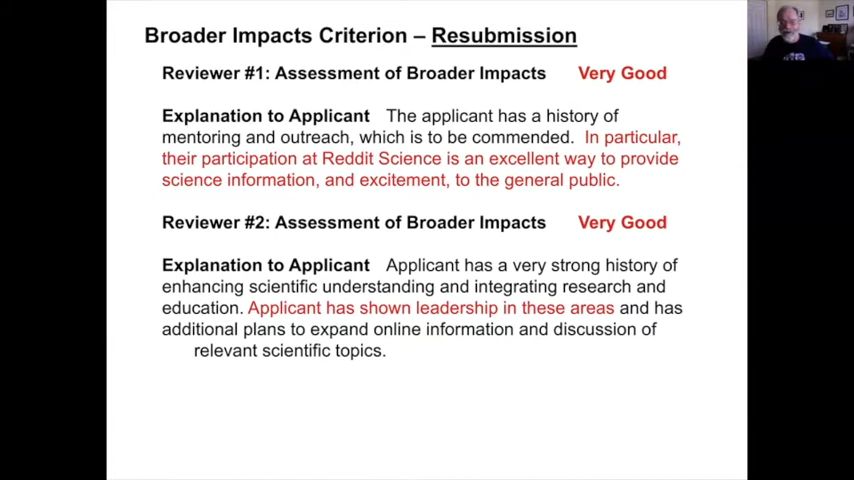 Broader Impacts Criterion – Resubmission
Reviewer #1: Assessment of Broader Impacts Very Good
Explanation to Applicant The applicant has a history of
mentoring and outreach, which is to be commended. In particular,
their participation at Reddit Science is an excellent way to provide
science information, and excitement, to the general public.
Reviewer #2: Assessment of Broader Impacts Very Good
Explanation to Applicant Applicant has a very strong history of
enhancing scientific understanding and integrating research and
education. Applicant has shown leadership in these areas and has
additional plans to expand online information and discussion of
relevant scientific topics.